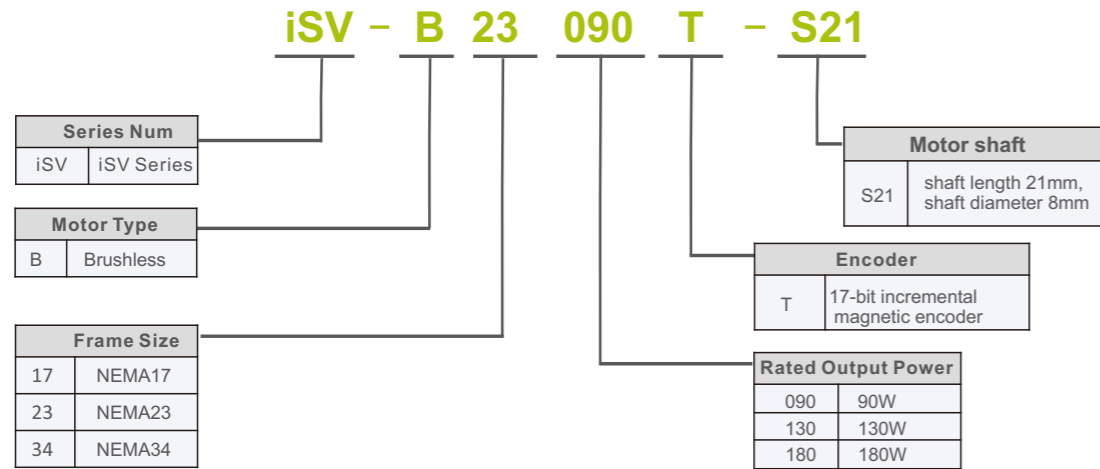 iSV – B 23 090 T – S21
Series Num
iSV iSV Series
Motor Type
B Brushless
Frame Size
17 NEMA17
23 NEMA23
34 NEMA34
Motor shaft
S21 shaft length 21mm,
shaft diameter 8mm
Encoder
T 17-bit incremental
magnetic encoder
Rated Output Power
090 90W
130 130W
180 180W